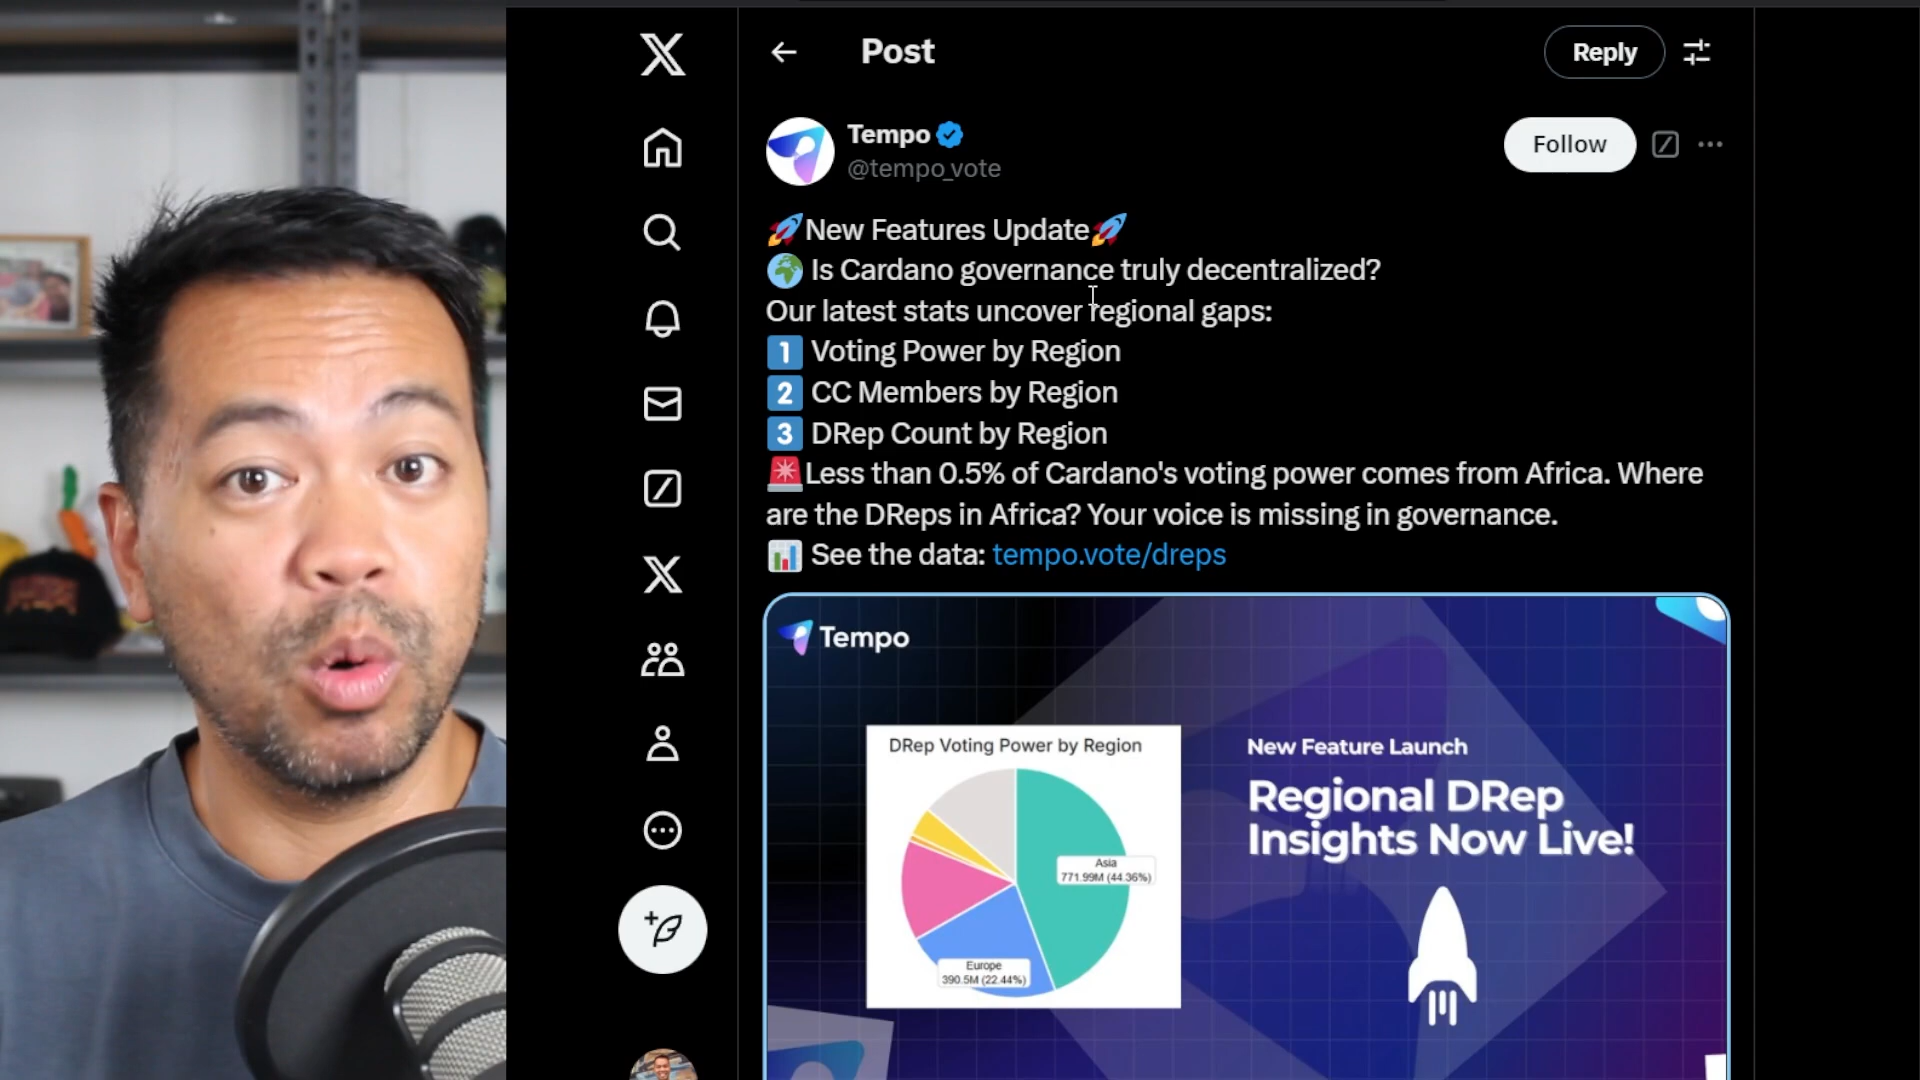 Post
Reply
Tempo
@tempo_vote
Follow
🚀New Features Update🚀
🌍 Is Cardano governance truly decentralized?
Our latest stats uncover regional gaps:
1️⃣ Voting Power by Region
2️⃣ CC Members by Region
3️⃣ DRep Count by Region
🚨Less than 0.5% of Cardano's voting power comes from Africa. Where
are the DReps in Africa? Your voice is missing in governance.
📊 See the data: tempo.vote/dreps
Tempo
DRep Voting Power by Region
Asia
771.99M (44.36%)
Europe
390.5M (22.44%)
New Feature Launch
Regional DRep
Insights Now Live!